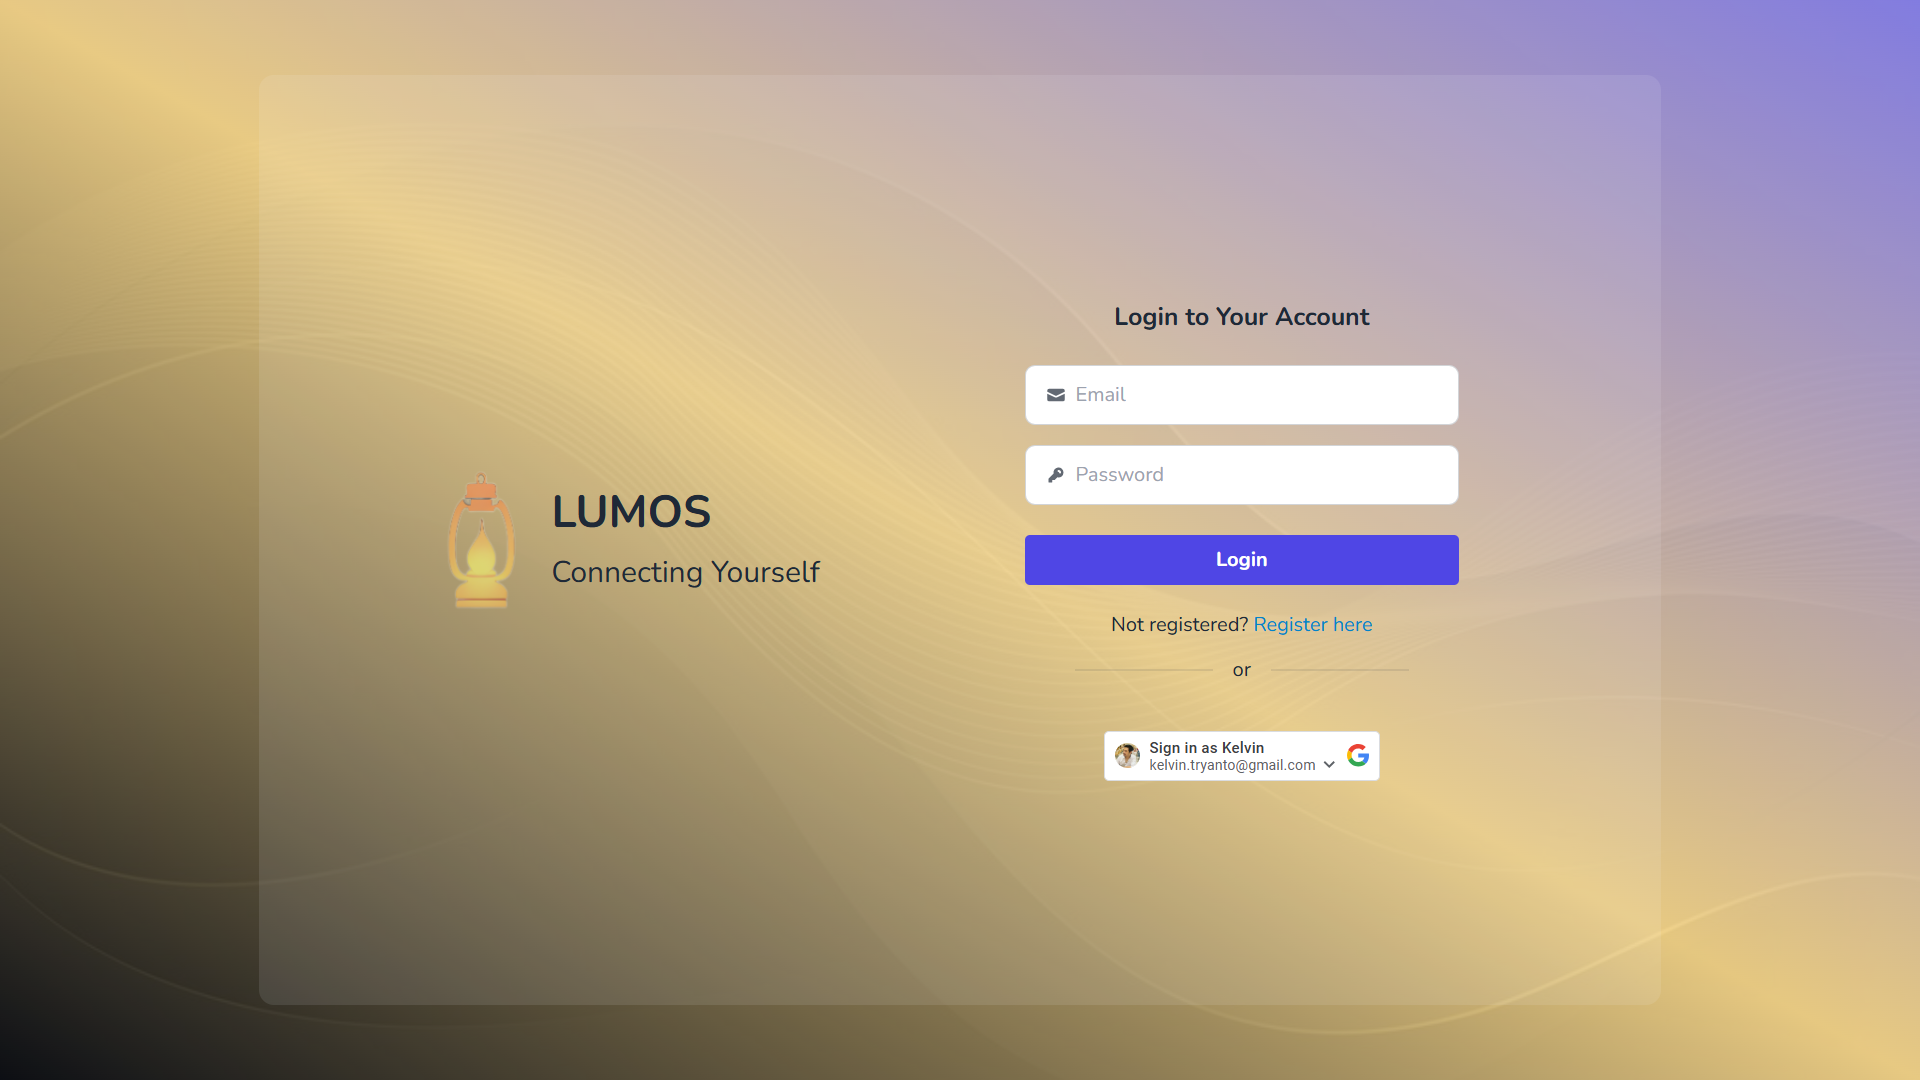 LUMOS
Connecting Yourself
Login to Your Account
Email
Password
Login
Not registered? Register here
or
Sign in as Kelvin
kelvin.tryanto@gmail.com